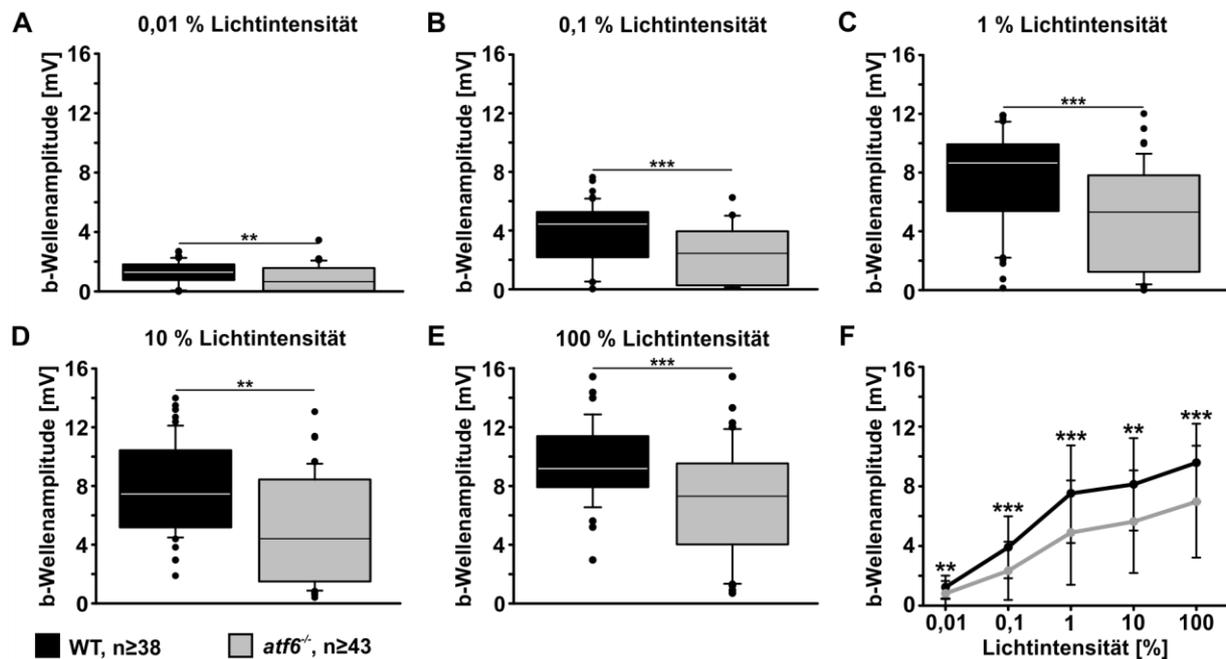 A 0,01 % Lichtintensität
b-Wellenamplitude [mV]
16
12
8
4
0
**
B 0,1 % Lichtintensität
b-Wellenamplitude [mV]
16
12
8
4
0
***
C 1 % Lichtintensität
b-Wellenamplitude [mV]
16
12
8
4
0
***
D 10 % Lichtintensität
b-Wellenamplitude [mV]
16
12
8
4
0
**
E 100 % Lichtintensität
b-Wellenamplitude [mV]
16
12
8
4
0
***
F
b-Wellenamplitude [mV]
16
12
8
4
0
** *** *** ** ***
0,01 0,1 1 10 100
Lichtintensität [%]
WT, n≥38 atf6⁻/⁻, n≥43